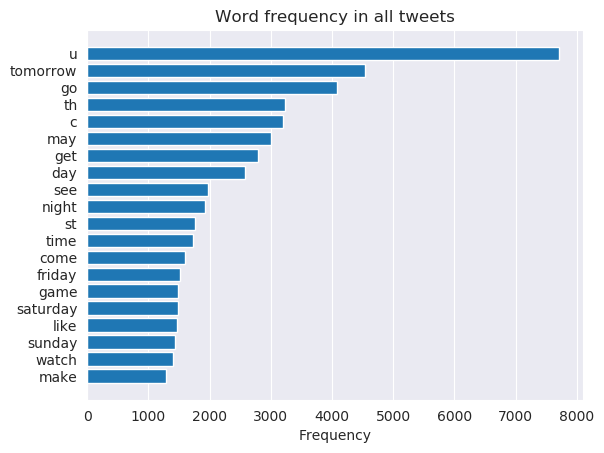 Word frequency in all tweets
u
tomorrow
go
th
c
may
get
day
see
night
st
time
come
friday
game
saturday
like
sunday
watch
make
0 1000 2000 3000 4000 5000 6000 7000 8000
Frequency